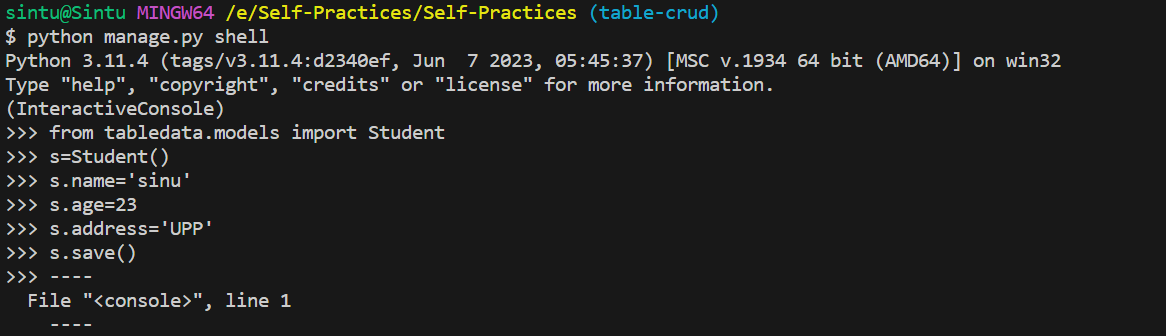 sintu@Sintu MINGW64 /e/Self-Practices/Self-Practices (table-crud)
$ python manage.py shell
Python 3.11.4 (tags/v3.11.4:d2340ef, Jun  7 2023, 05:45:37) [MSC v.1934 64 bit (AMD64)] on win32
Type "help", "copyright", "credits" or "license" for more information.
(InteractiveConsole)
>>> from tabledata.models import Student
>>> s=Student()
>>> s.name='sinu'
>>> s.age=23
>>> s.address='UPP'
>>> s.save()
>>> ----
  File "<console>", line 1
    ----